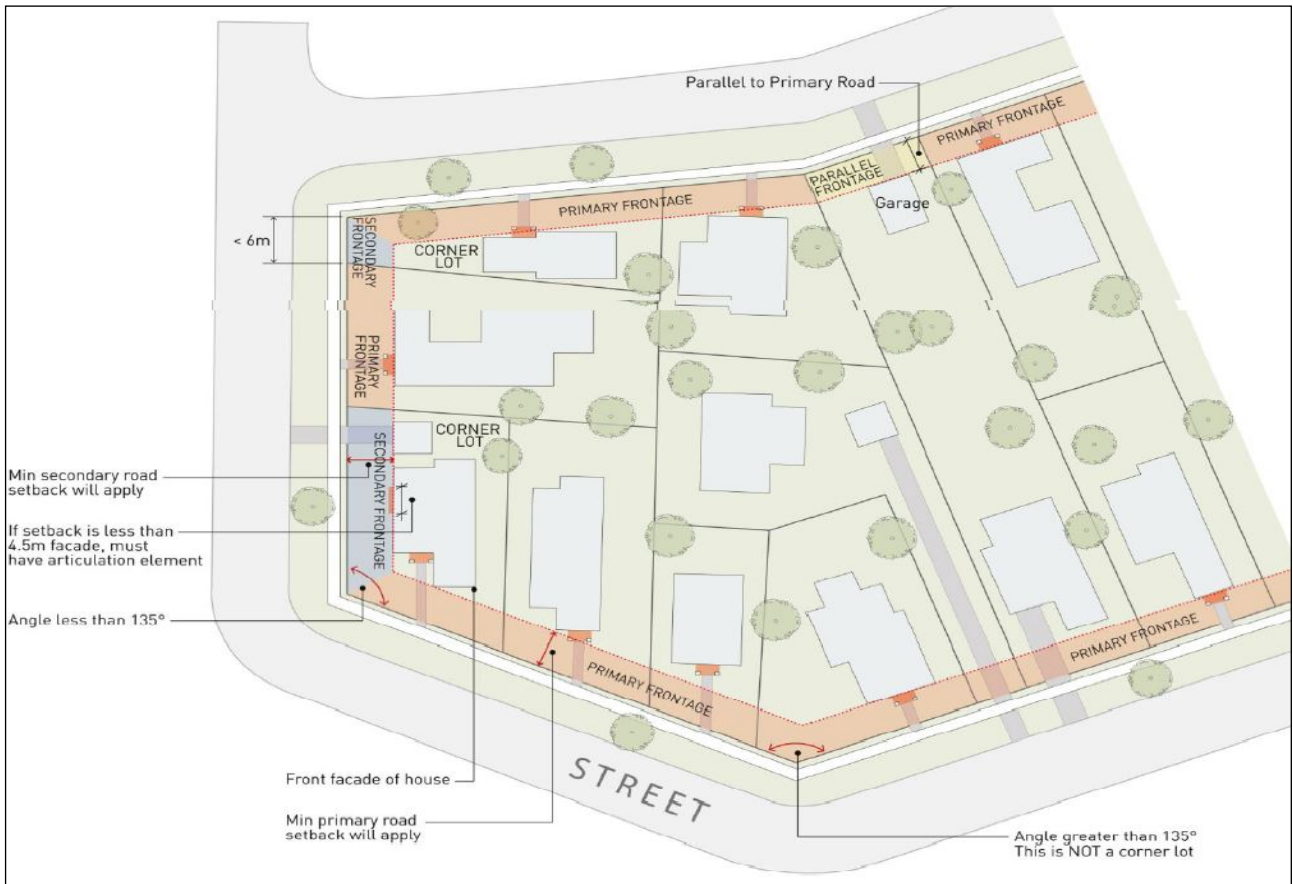 Parallel to Primary Road
PRIMARY FRONTAGE
PARALLEL
FRONTAGE
Garage
PRIMARY FRONTAGE
< 6m
SECONDARY
FRONTAGE
CORNER
LOT
PRIMARY
FRONTAGE
CORNER
LOT
SECONDARY FRONTAGE
Min secondary road
setback will apply
If setback is less than
4.5m facade, must
have articulation element
Angle less than 135°
PRIMARY FRONTAGE
PRIMARY FRONTAGE
STREET
Front facade of house
Min primary road
setback will apply
Angle greater than 135°
This is NOT a corner lot